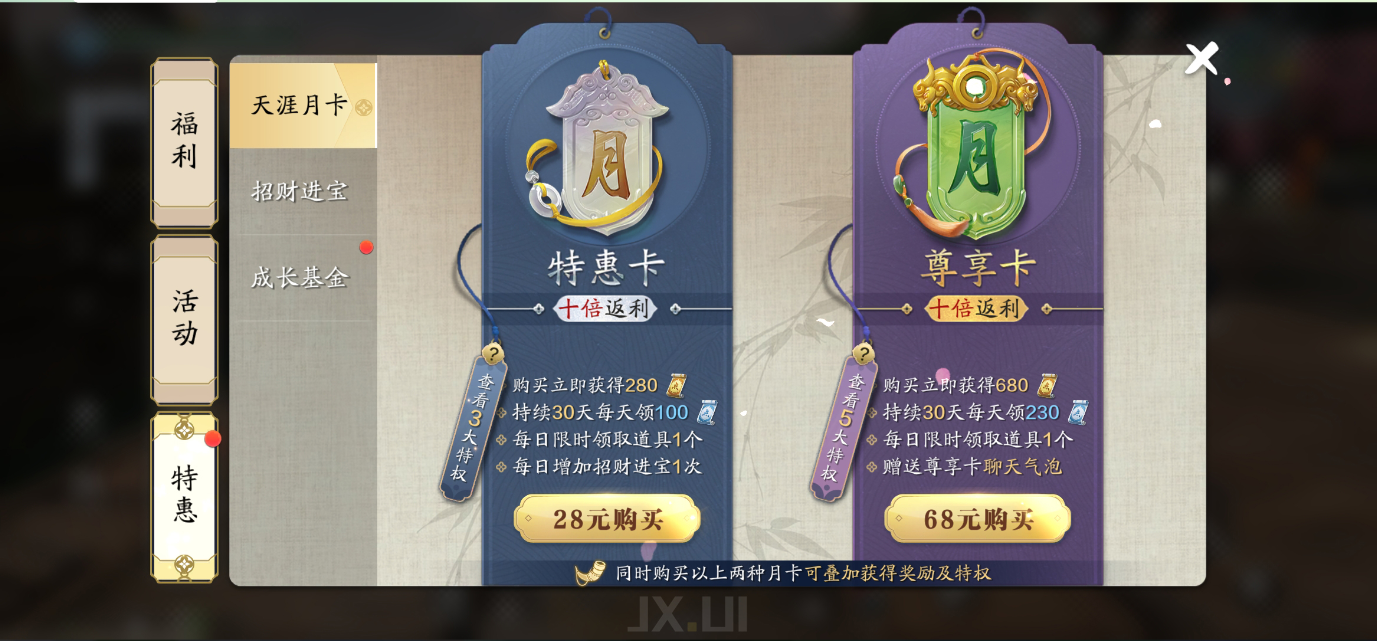 福利
活动
特惠
天涯月卡
招财进宝
成长基金
月
特惠卡
十倍返利
?
查看3大特权
购买立即获得280
持续30天每天领100
每日限时领取道具1个
每日增加招财进宝1次
28元购买
月
尊享卡
十倍返利
?
查看5大特权
购买立即获得680
持续30天每天领230
每日限时领取道具1个
赠送尊享卡聊天气泡
68元购买
同时购买以上两种月卡可叠加获得奖励及特权
JX.UI